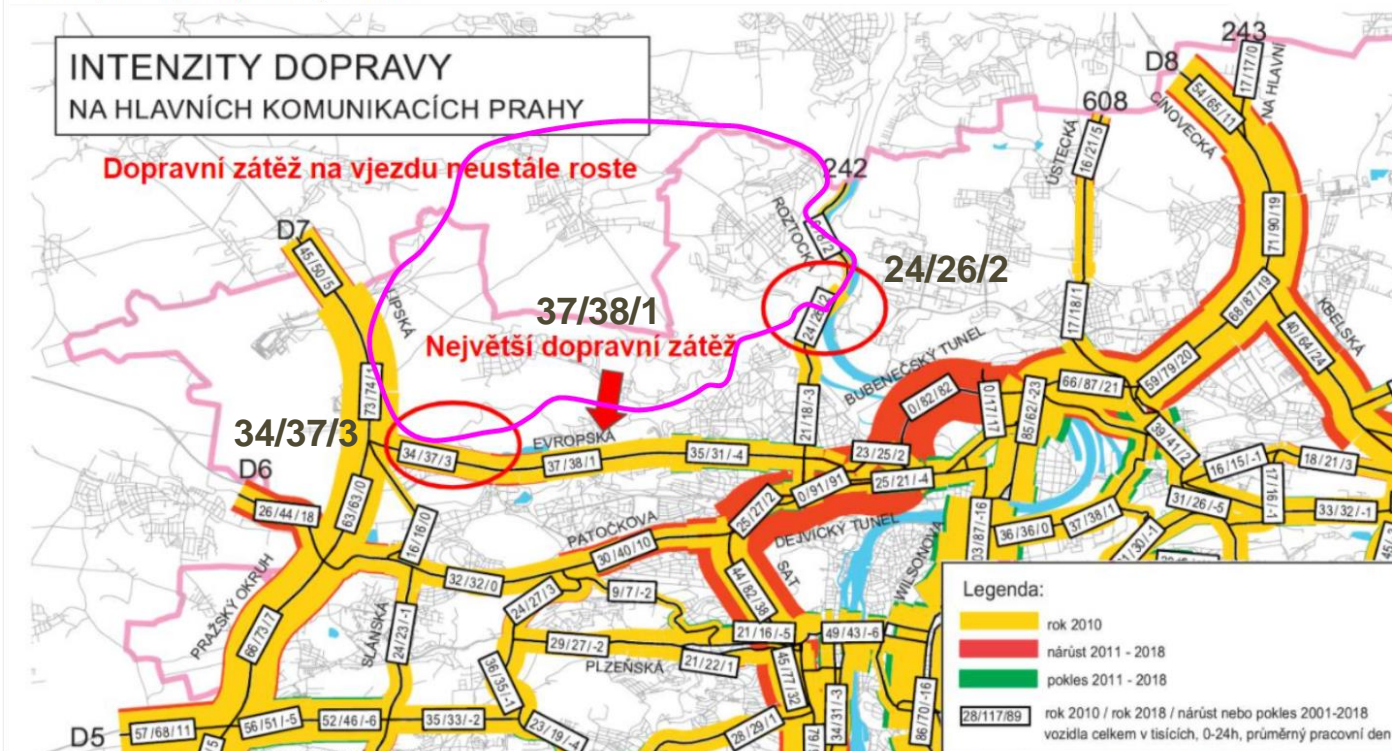 INTENZITY DOPRAVY
NA HLAVNÍCH KOMUNIKACÍCH PRAHY
Dopravní zátěž na vjezdu neustále roste
243
D8
17/17/0
NA HLAVNÍ
54/65/11
CÍNOVECKÁ
608
16/21/5
ÚSTECKÁ
242
ROZTOCKÁ
D7
45/50/5
LIPSKÁ
71/90/19
24/26/2
24/26/2
37/38/1
Největší dopravní zátěž
68/87/19
KBELSKÁ
40/64/24
17/18/1
BUBENEČSKÝ TUNEL
73/74/1
0/82/82
0/17/17
85/62/-23
66/87/21
59/79/20
34/37/3
EVROPSKÁ
21/18/-3
34/37/3
37/38/1
35/31/-4
23/25/2
39/41/2
D6
0/91/91
25/21/-4
16/15/-1
18/21/3
26/44/18
63/63/0
25/27/2
31/26/-5
17/16/-1
16/16/0
PATOČKOVA
DEJVICKÝ TUNEL
36/36/0
37/38/1
33/32/-1
30/40/10
SAT
WILSONOVA
32/32/0
PRAŽSKÝ OKRUH
44/82/38
24/27/3
9/7/-2
SLÁNSKÁ
24/23/-1
66/73/7
21/16/-5
49/43/-6
29/27/-2
PLZEŇSKÁ
21/22/1
45/77/32
36/35/-1
34/31/-3
86/70/-16
D5
57/68/11
56/51/-5
52/46/-6
35/33/-2
23/19/-4
28/29/1
Legenda:
rok 2010
nárůst 2011 - 2018
pokles 2011 - 2018
28/117/89
rok 2010 / rok 2018 / nárůst nebo pokles 2001-2018
vozidla celkem v tisících, 0-24h, průměrný pracovní den